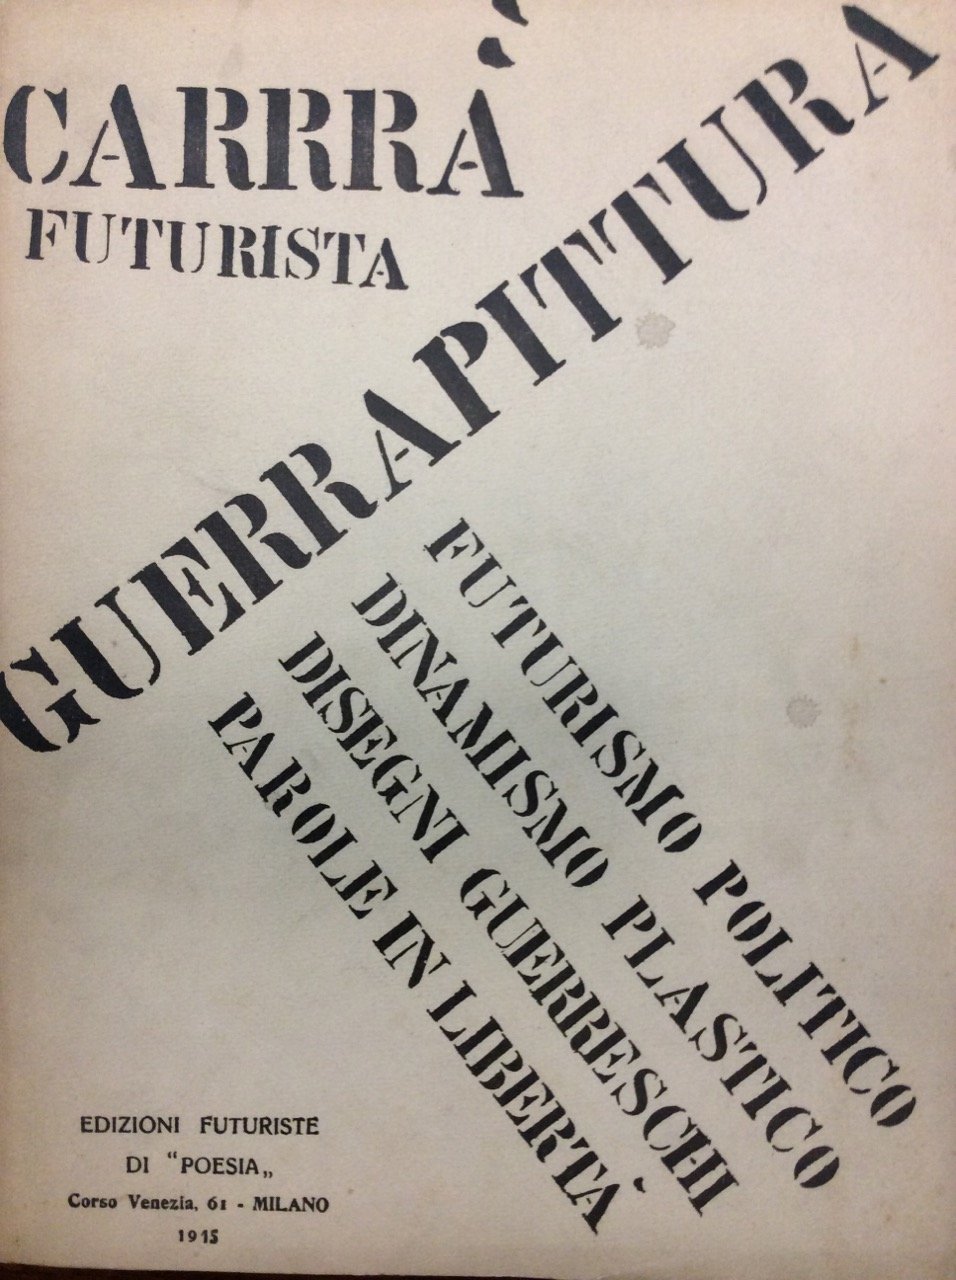 CARRRÀ
FUTURISTA
GUERRAPITTURA
FUTURISMO POLITICO
DINAMISMO PLASTICO
DISEGNI GUERRESCHI
PAROLE IN LIBERTÀ
EDIZIONI FUTURISTE
DI "POESIA„
Corso Venezia, 61 - MILANO
1915